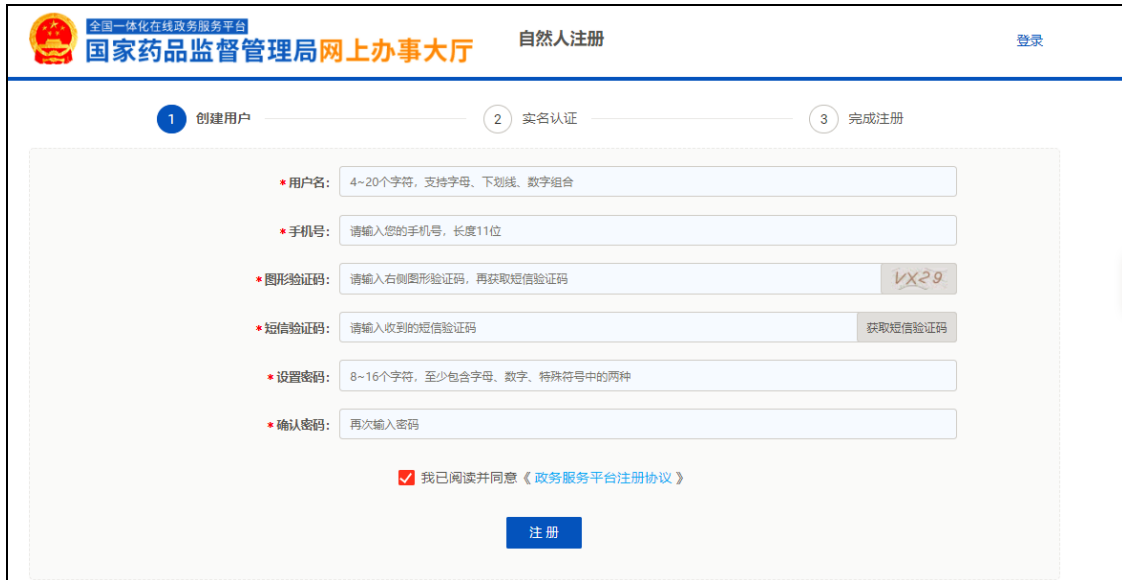 全国一体化在线政务服务平台
国家药品监督管理局网上办事大厅
自然人注册
登录
1 创建用户
2 实名认证
3 完成注册
*用户名： 4~20个字符，支持字母、下划线、数字组合
*手机号： 请输入您的手机号，长度11位
*图形验证码： 请输入右侧图形验证码，再获取短信验证码 VX29
*短信验证码： 请输入收到的短信验证码 获取短信验证码
*设置密码： 8~16个字符，至少包含字母、数字、特殊符号中的两种
*确认密码： 再次输入密码
我已阅读并同意《 政务服务平台注册协议 》
注 册